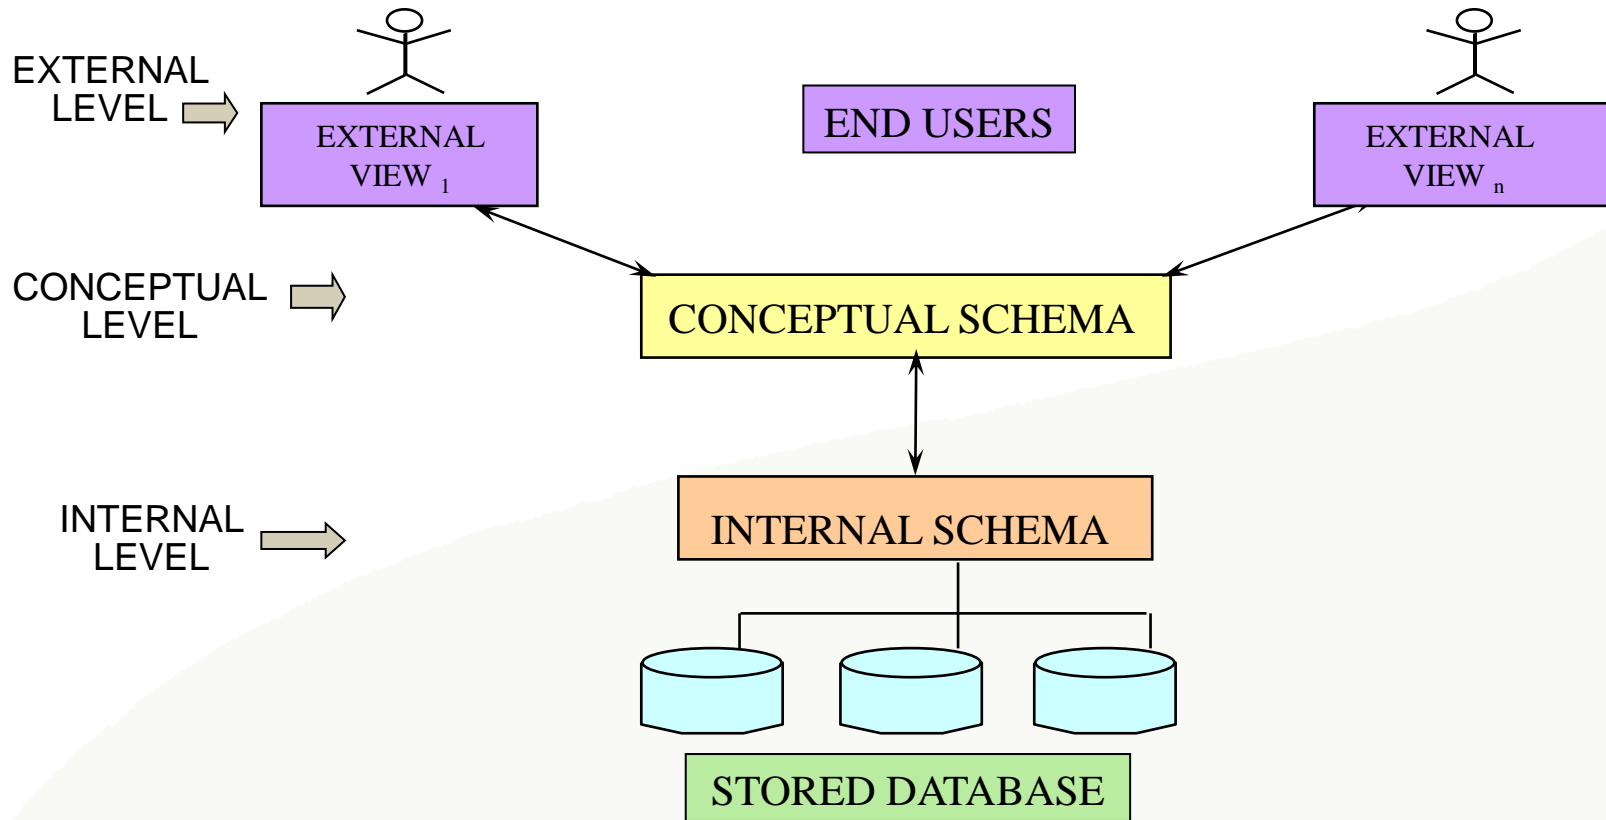 EXTERNAL
LEVEL
EXTERNAL
VIEW 1
END USERS
EXTERNAL
VIEW n
CONCEPTUAL
LEVEL
CONCEPTUAL SCHEMA
INTERNAL
LEVEL
INTERNAL SCHEMA
STORED DATABASE